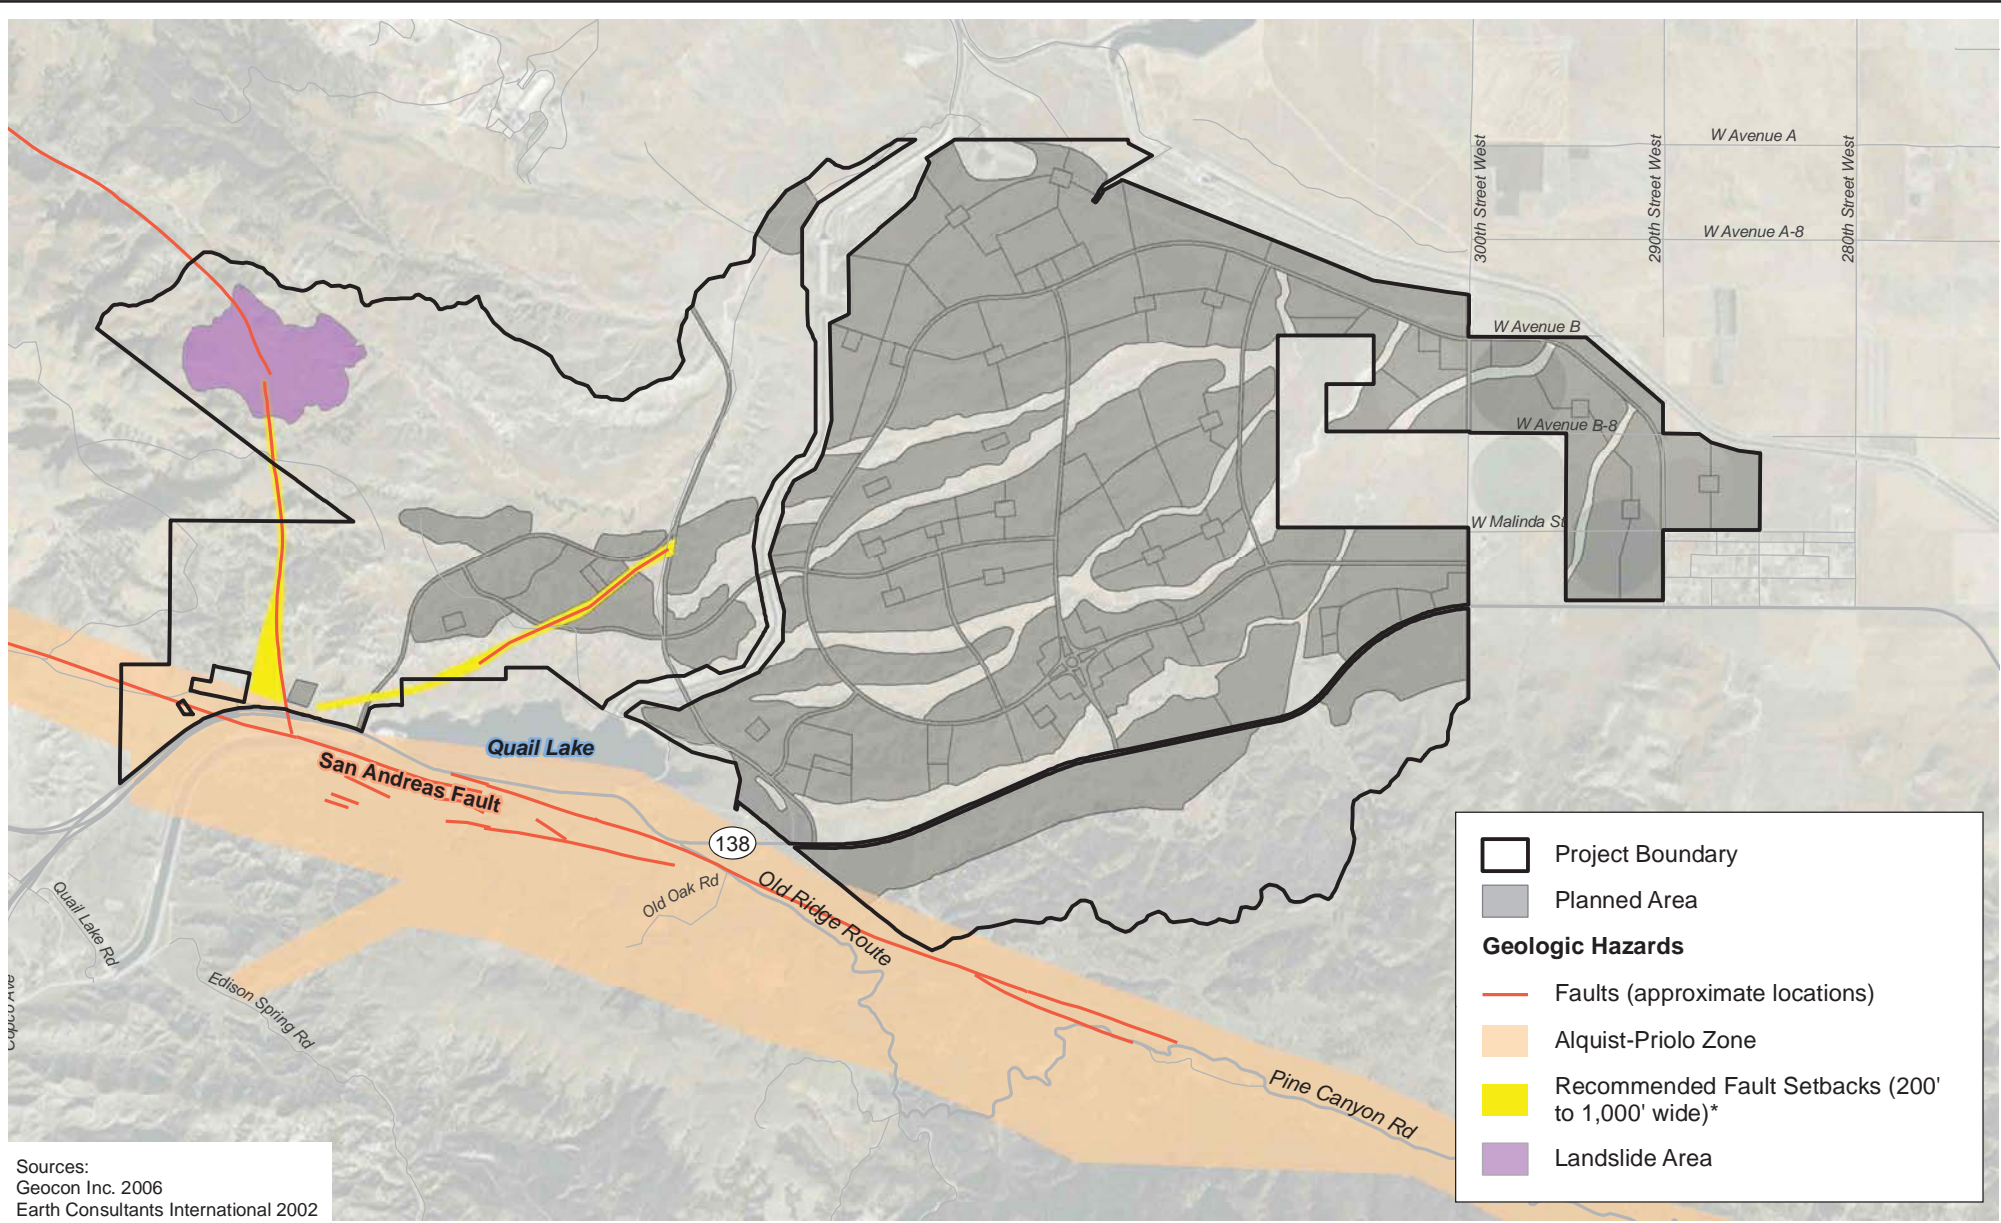 W Avenue A
300th Street West
290th Street West
280th Street West
W Avenue A-8
W Avenue B
W Avenue B-8
W Malinda St
Quail Lake
San Andreas Fault
138
Old Oak Rd
Old Ridge Route
Quail Lake Rd
Edison Spring Rd
Pine Canyon Rd
Project Boundary
Planned Area
Geologic Hazards
Faults (approximate locations)
Alquist-Priolo Zone
Recommended Fault Setbacks (200'
to 1,000' wide)*
Landslide Area
Sources:
Geocon Inc. 2006
Earth Consultants International 2002